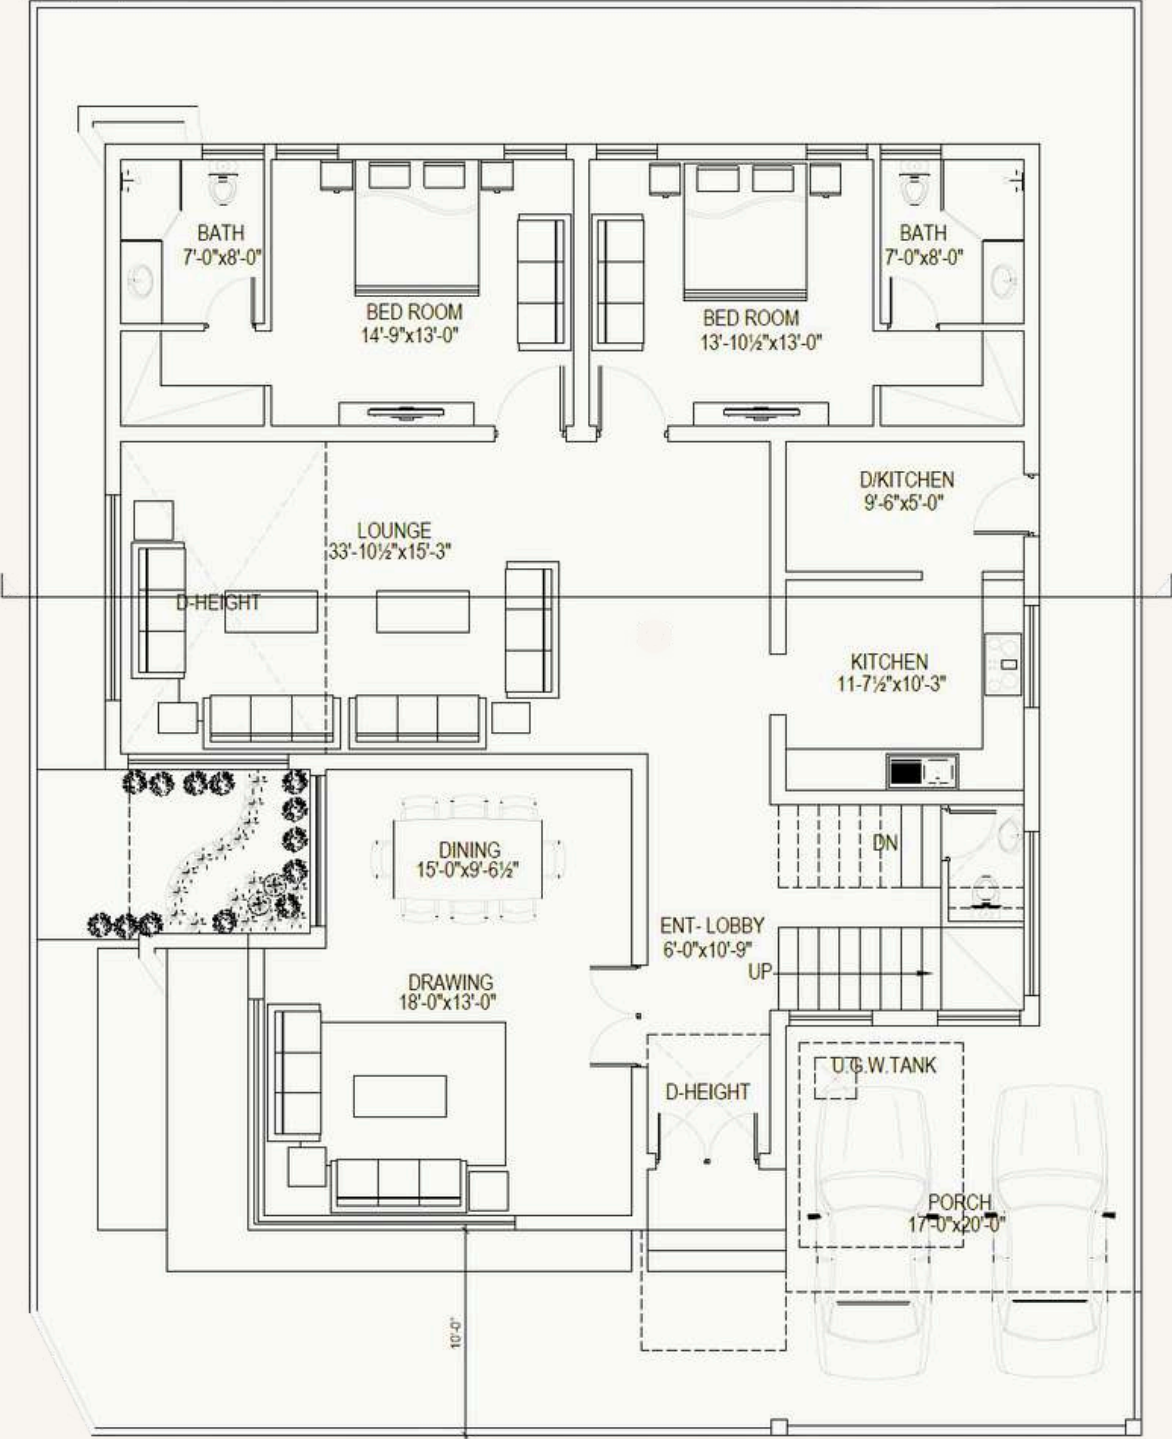 BATH
7'-0"x8'-0"
BED ROOM
14'-9"x13'-0"
BED ROOM
13'-10½"x13'-0"
BATH
7'-0"x8'-0"
D/KITCHEN
9'-6"x5'-0"
LOUNGE
33'-10½"x15'-3"
D-HEIGHT
KITCHEN
11-7½"x10'-3"
DINING
15'-0"x9'-6½"
DN
ENT- LOBBY
6'-0"x10'-9"
UP
DRAWING
18'-0"x13'-0"
D-HEIGHT
U.G.W.TANK
PORCH
17'-0"x20'-0"
10'-0"